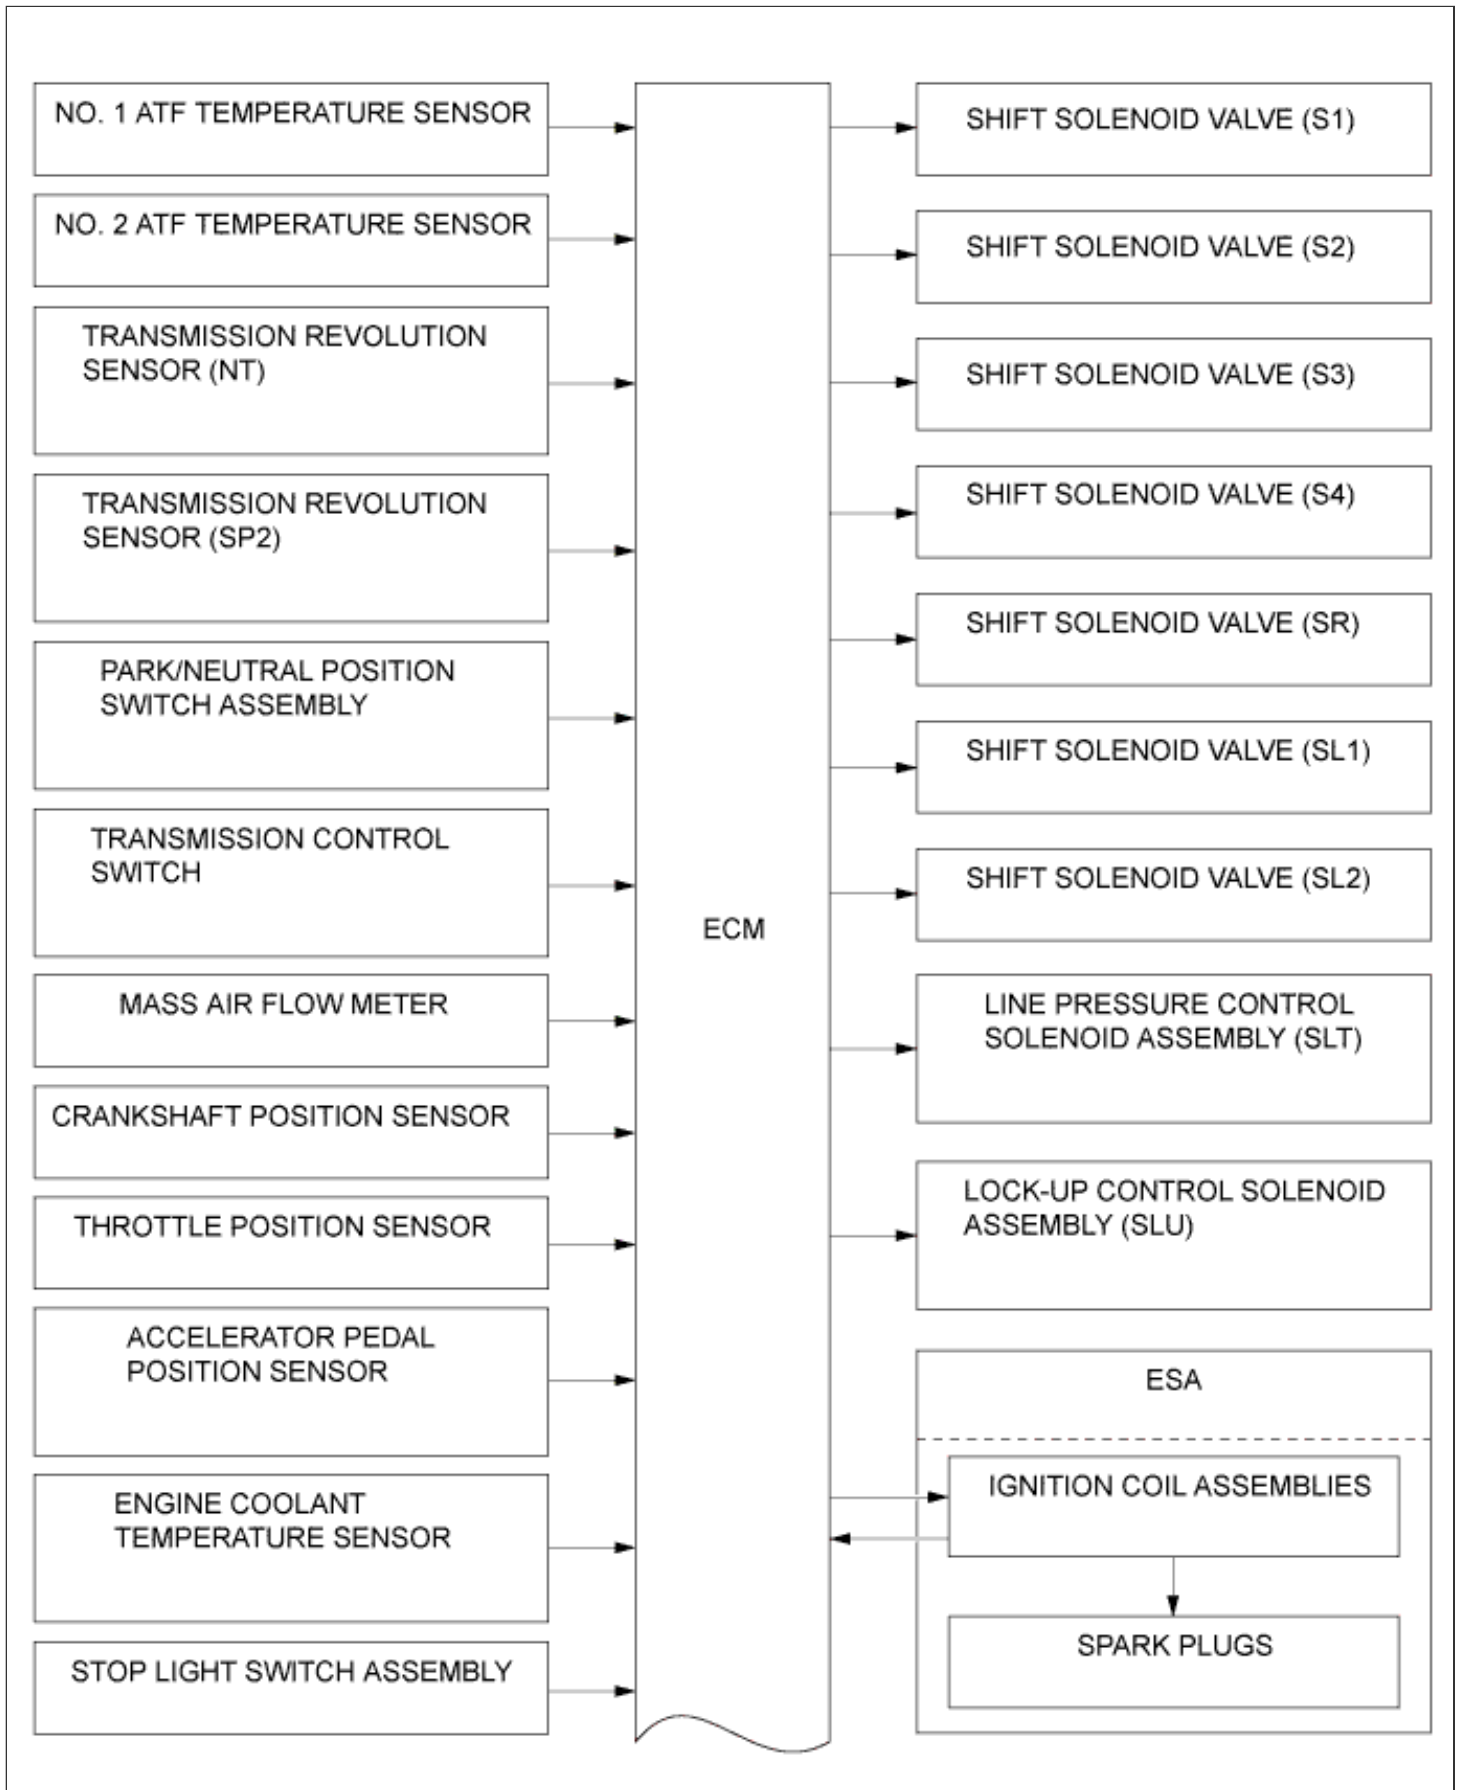 NO. 1 ATF TEMPERATURE SENSOR
NO. 2 ATF TEMPERATURE SENSOR
TRANSMISSION REVOLUTION
SENSOR (NT)
TRANSMISSION REVOLUTION
SENSOR (SP2)
PARK/NEUTRAL POSITION
SWITCH ASSEMBLY
TRANSMISSION CONTROL
SWITCH
MASS AIR FLOW METER
CRANKSHAFT POSITION SENSOR
THROTTLE POSITION SENSOR
ACCELERATOR PEDAL
POSITION SENSOR
ENGINE COOLANT
TEMPERATURE SENSOR
STOP LIGHT SWITCH ASSEMBLY
ECM
SHIFT SOLENOID VALVE (S1)
SHIFT SOLENOID VALVE (S2)
SHIFT SOLENOID VALVE (S3)
SHIFT SOLENOID VALVE (S4)
SHIFT SOLENOID VALVE (SR)
SHIFT SOLENOID VALVE (SL1)
SHIFT SOLENOID VALVE (SL2)
LINE PRESSURE CONTROL
SOLENOID ASSEMBLY (SLT)
LOCK-UP CONTROL SOLENOID
ASSEMBLY (SLU)
ESA
IGNITION COIL ASSEMBLIES
SPARK PLUGS